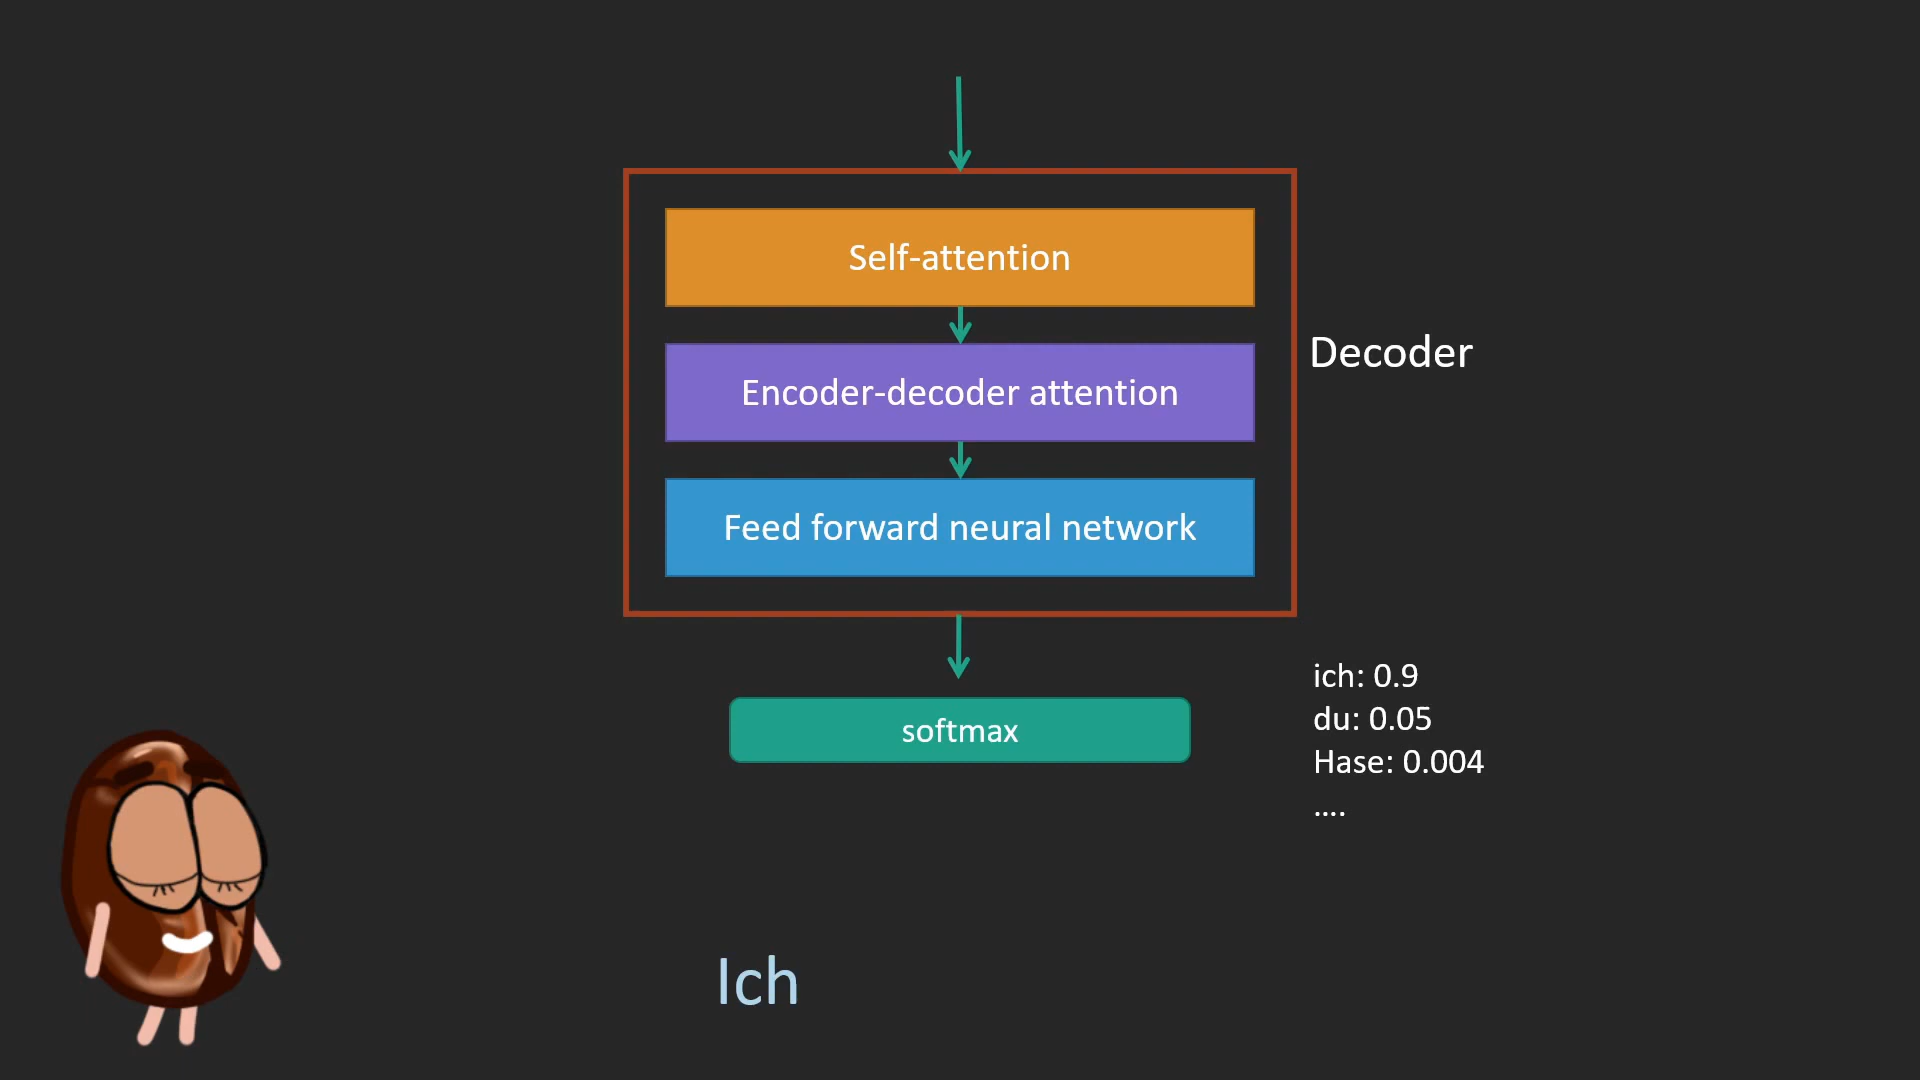 Self-attention
Encoder-decoder attention
Decoder
Feed forward neural network
softmax
ich: 0.9
du: 0.05
Hase: 0.004
....
Ich